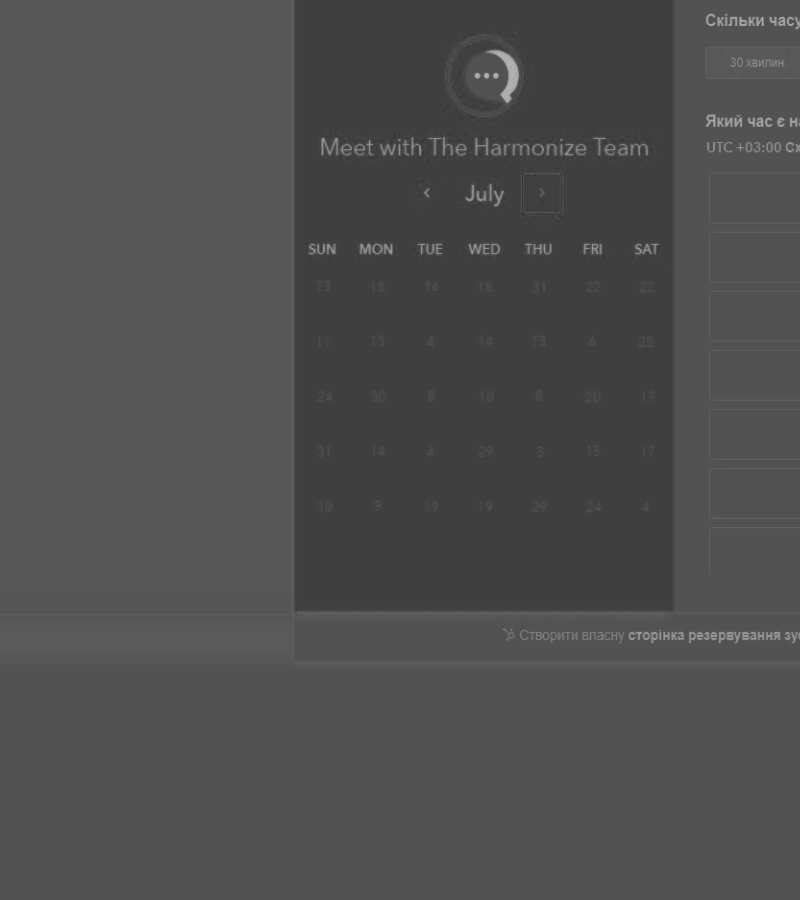 Meet with The Harmonize Team
July
SUN MON TUE WED THU FRI SAT
13 18 16 18 31 22 22
11 13 4 14 13 6 28
24 30 8 10 8 20 17
31 14 4 29 3 15 17
10 9 19 19 29 24 4
Скільки часу
30 хвилин
Який час є
UTC +03:00
Створити власну сторінка резервування